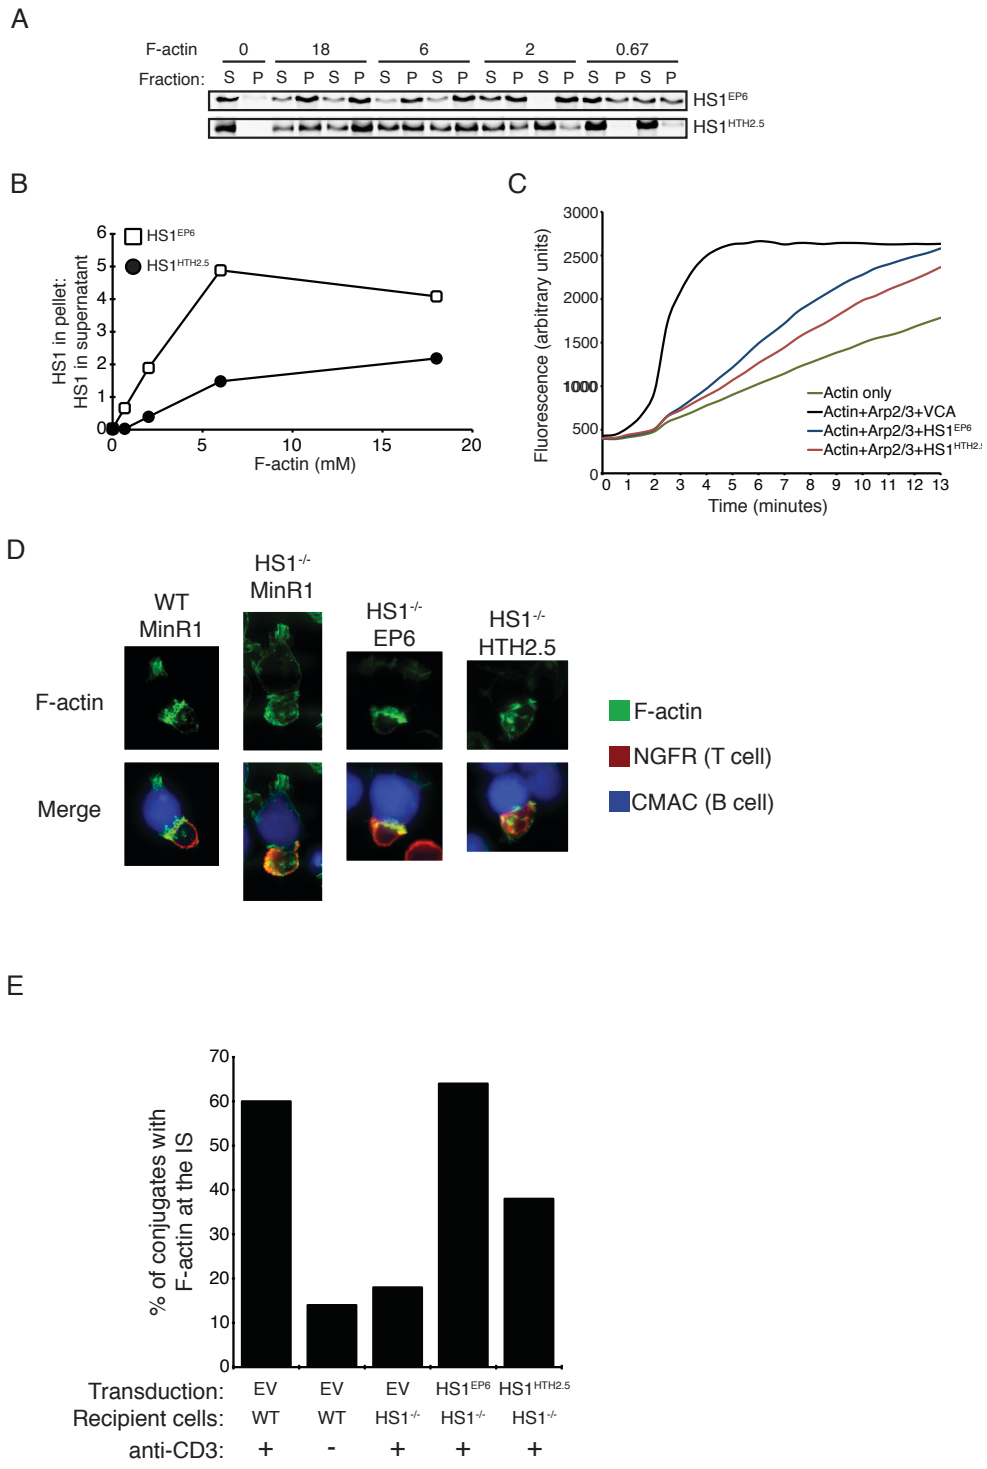 A
F-actin 0 18 6 2 0.67
Fraction: S P S P S P S P S P S P S P S P S P
HS1EP6
HS1HTH2.5
B
HS1 in pellet:
HS1 in supernatant
6
5
4
3
2
1
0
HS1EP6
HS1HTH2.5
0 5 10 15 20
F-actin (mM)
C
Fluorescence (arbitrary units)
3000
2500
2000
1500
1000
500
0
Actin only
Actin+Arp2/3+VCA
Actin+Arp2/3+HS1EP6
Actin+Arp2/3+HS1HTH2.5
0 1 2 3 4 5 6 7 8 9 10 11 12 13
Time (minutes)
D
WT
MinR1
HS1-/-
MinR1
HS1-/-
EP6
HS1-/-
HTH2.5
F-actin
Merge
F-actin
NGFR (T cell)
CMAC (B cell)
E
% of conjugates with
F-actin at the IS
70
60
50
40
30
20
10
0
Transduction: EV EV EV HS1EP6 HS1HTH2.5
Recipient cells: WT WT HS1-/- HS1-/- HS1-/-
anti-CD3: + - + + +